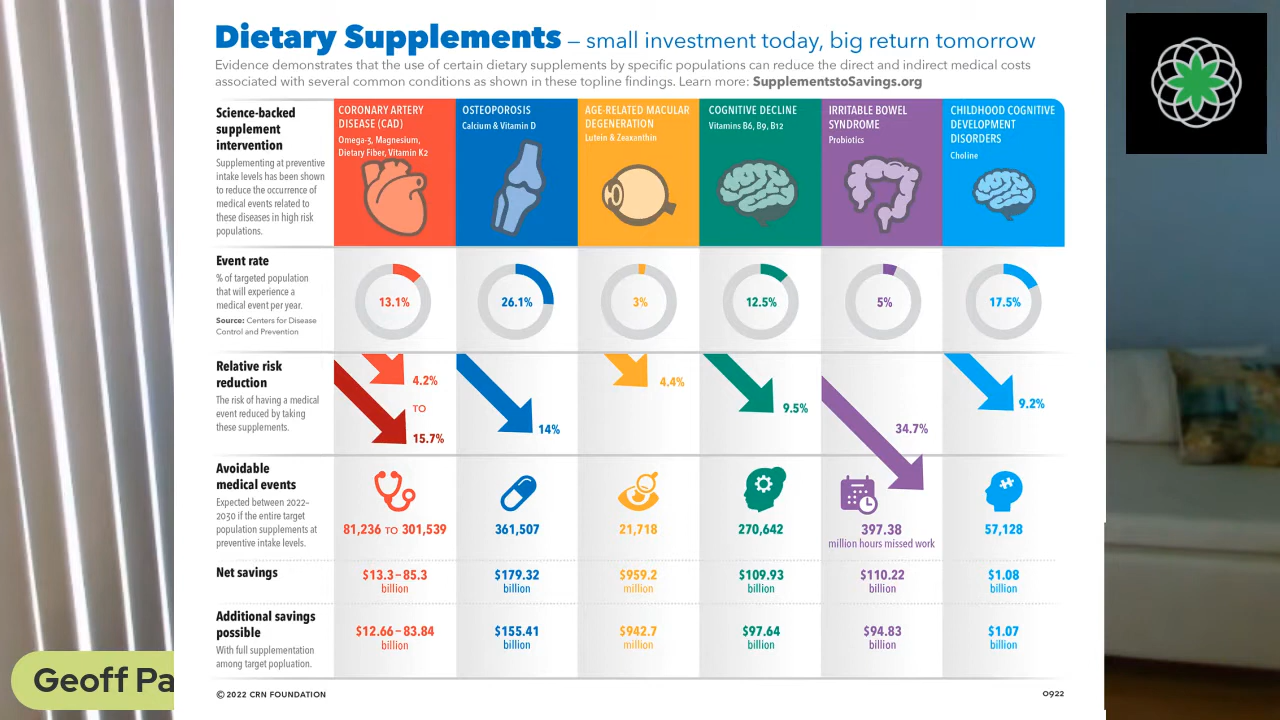 Dietary Supplements – small investment today, big return tomorrow
Evidence demonstrates that the use of certain dietary supplements by specific populations can reduce the direct and indirect medical costs
associated with several common conditions as shown in these topline findings. Learn more: SupplementstoSavings.org
Science-backed
supplement
intervention
Supplementing at preventive
intake levels has been shown
to reduce the occurrence of
medical events related to
these diseases in high risk
populations.
CORONARY ARTERY
DISEASE (CAD)
Omega-3, Magnesium,
Dietary Fiber, Vitamin K2
OSTEOPOROSIS
Calcium & Vitamin D
AGE-RELATED MACULAR
DEGENERATION
Lutein & Zeaxanthin
COGNITIVE DECLINE
Vitamins B6, B9, B12
IRRITABLE BOWEL
SYNDROME
Probiotics
CHILDHOOD COGNITIVE
DEVELOPMENT
DISORDERS
Choline
Event rate
% of targeted population
that will experience a
medical event per year.
Source: Centers for Disease
Control and Prevention
13.1%
26.1%
3%
12.5%
5%
17.5%
Relative risk
reduction
The risk of having a medical
event reduced by taking
these supplements.
4.2%
TO
15.7%
14%
4.4%
9.5%
34.7%
9.2%
Avoidable
medical events
Expected between 2022–
2030 if the entire target
population supplements at
preventive intake levels.
81,236 TO 301,539
361,507
21,718
270,642
397.38
million hours missed work
57,128
Net savings
$13.3–85.3
billion
$179.32
billion
$959.2
million
$109.93
billion
$110.22
billion
$1.08
billion
Additional savings
possible
With full supplementation
among target popluation.
$12.66–83.84
billion
$155.41
billion
$942.7
million
$97.64
billion
$94.83
billion
$1.07
billion
Geoff Pa
© 2022 CRN FOUNDATION
0922